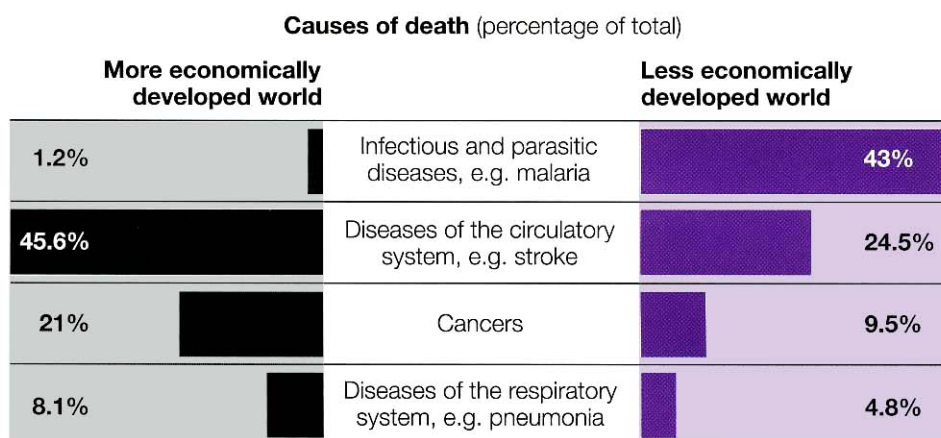 Causes of death (percentage of total)
More economically
developed world
Less economically
developed world
1.2%
Infectious and parasitic
diseases, e.g. malaria
43%
45.6%
Diseases of the circulatory
system, e.g. stroke
24.5%
21%
Cancers
9.5%
8.1%
Diseases of the respiratory
system, e.g. pneumonia
4.8%